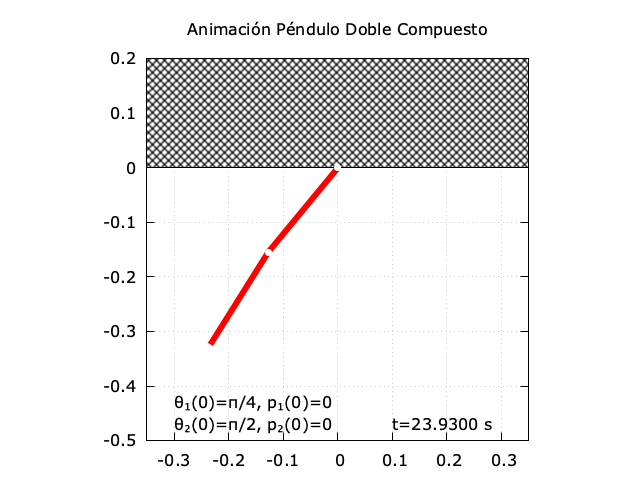 Animación Péndulo Doble Compuesto
0.2
0.1
0
-0.1
-0.2
-0.3
-0.4
-0.5
θ₁(0)=π/4, p₁(0)=0
θ₂(0)=π/2, p₂(0)=0
t=23.9300 s
-0.3 -0.2 -0.1 0 0.1 0.2 0.3